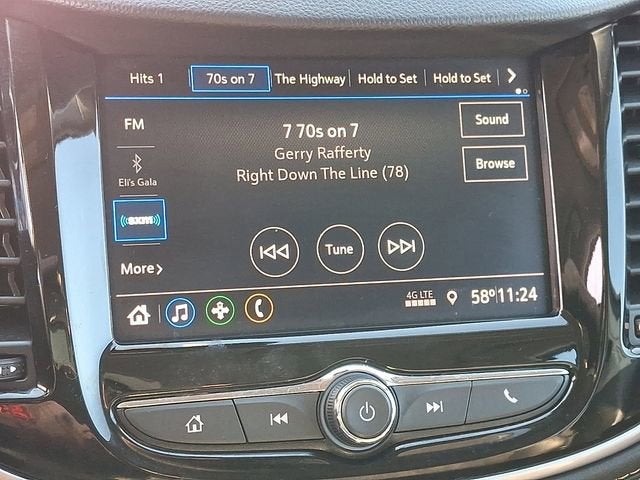 Hits 1 70s on 7 The Highway Hold to Set Hold to Set
FM
7 70s on 7
Sound
Gerry Rafferty
Browse
Right Down The Line (78)
Eli's Gala
((sxm))
Tune
More
4G LTE
58° 11:24